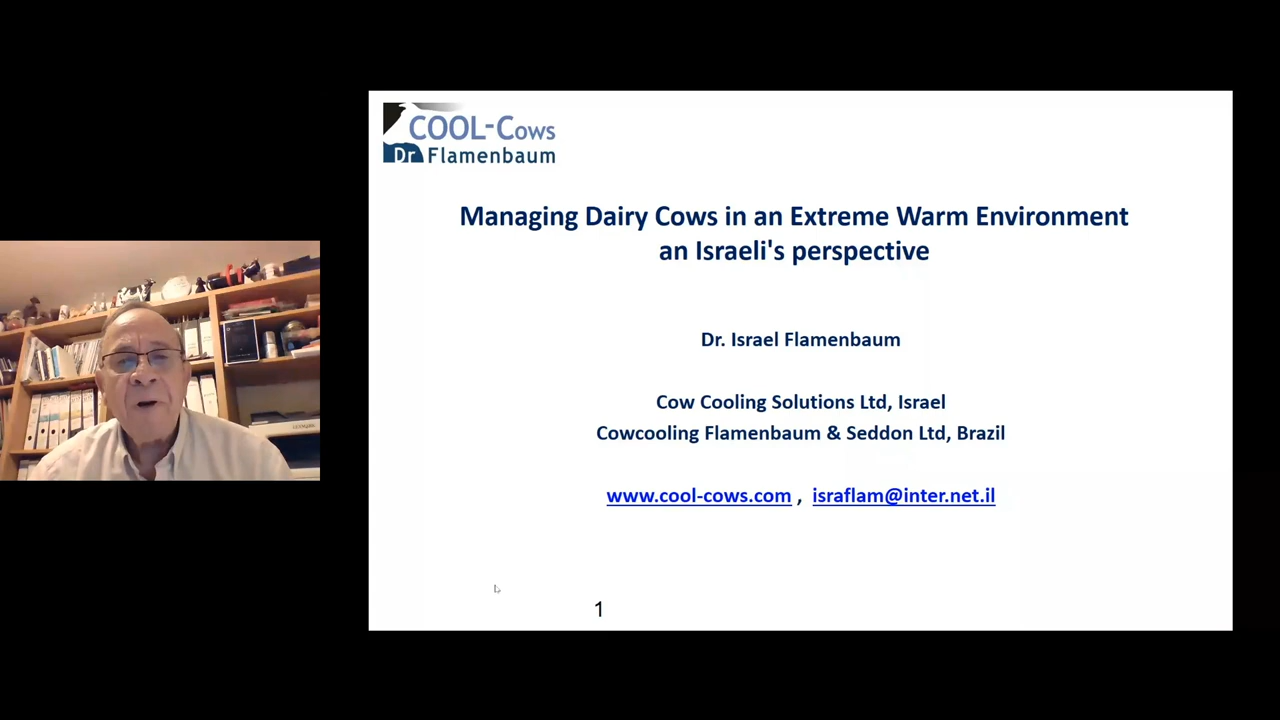 COOL-Cows
Dr Flamenbaum
Managing Dairy Cows in an Extreme Warm Environment
an Israeli's perspective
Dr. Israel Flamenbaum
Cow Cooling Solutions Ltd, Israel
Cowcooling Flamenbaum & Seddon Ltd, Brazil
www.cool-cows.com , israflam@inter.net.il
1